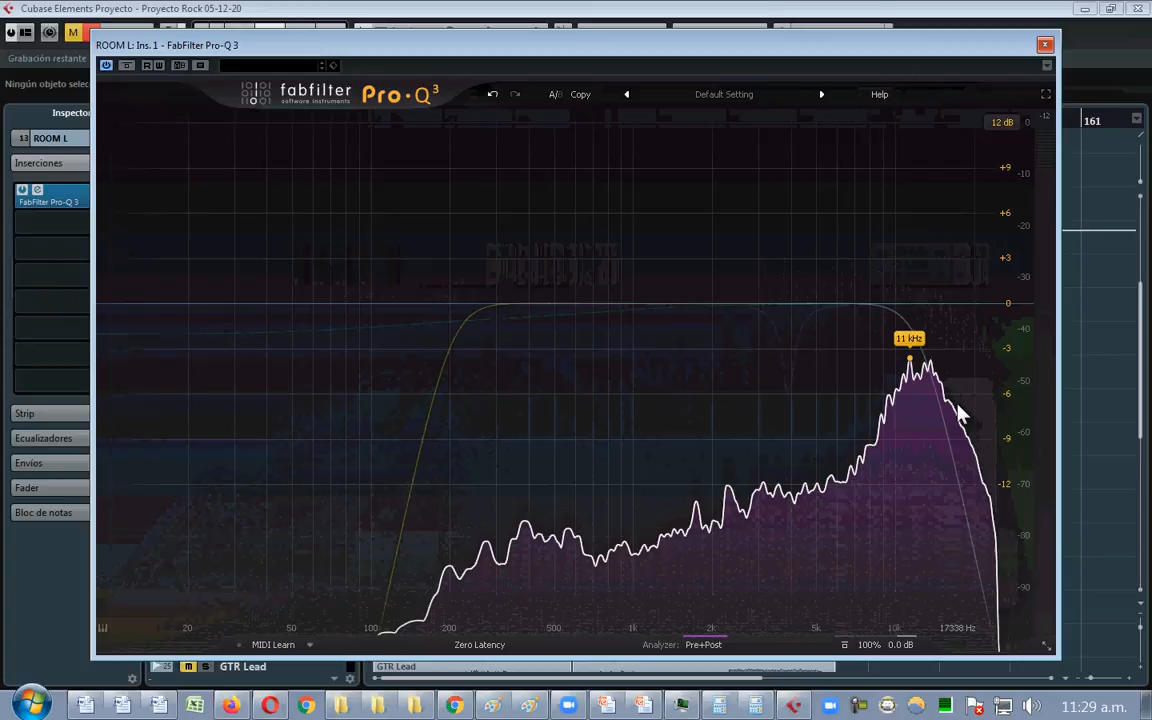 Cubase Elements Proyecto - Proyecto Rock 05-12-20
M
Grabación restante
Ningún objeto selec
ROOM L: Ins. 1 - FabFilter Pro-Q 3
R W
fabfilter
software instruments
Pro·Q³
A/B Copy
Default Setting
Help
12 dB 0 -12
Inspector
161
13 ROOM L
Inserciones
FabFilter Pro-Q 3
+9 -10
+6 -20
+3 -30
0
-40
11 kHz
-3
-50
-6
-60
-9
-12 -70
-80
-90
Strip
Ecualizadores
Envíos
Fader
Bloc de notas
20 50 100 200 500 1k 2k 5k 10k 17338 Hz
MIDI Learn
Zero Latency
Analyzer: Pre+Post
100% 0.0 dB
25 M S GTR Lead
GTR Lead
11:29 a.m.